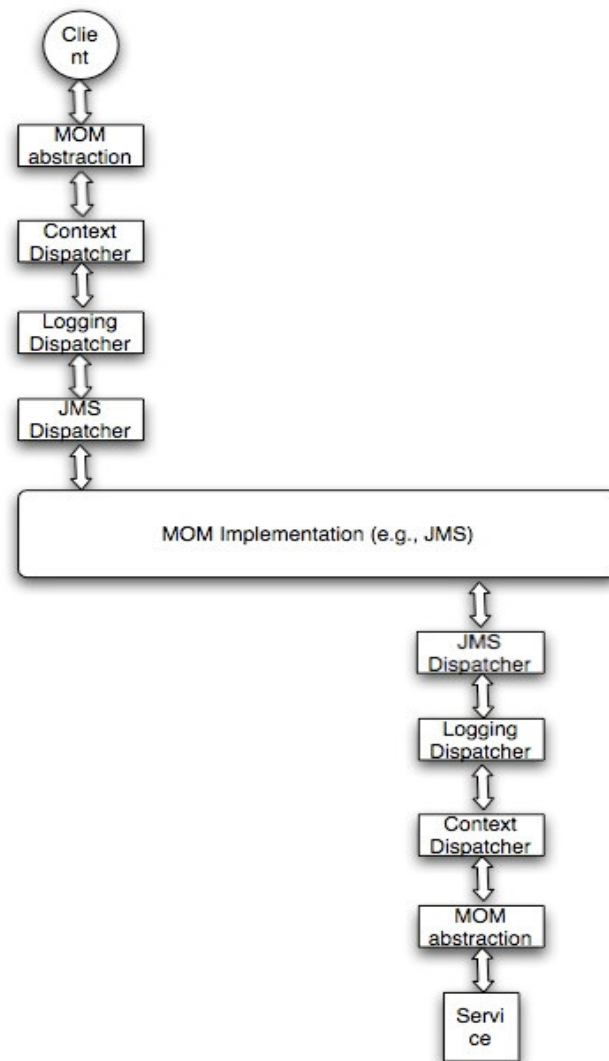 Clie
nt
MOM
abstraction
Context
Dispatcher
Logging
Dispatcher
JMS
Dispatcher
MOM Implementation (e.g., JMS)
JMS
Dispatcher
Logging
Dispatcher
Context
Dispatcher
MOM
abstraction
Servi
ce